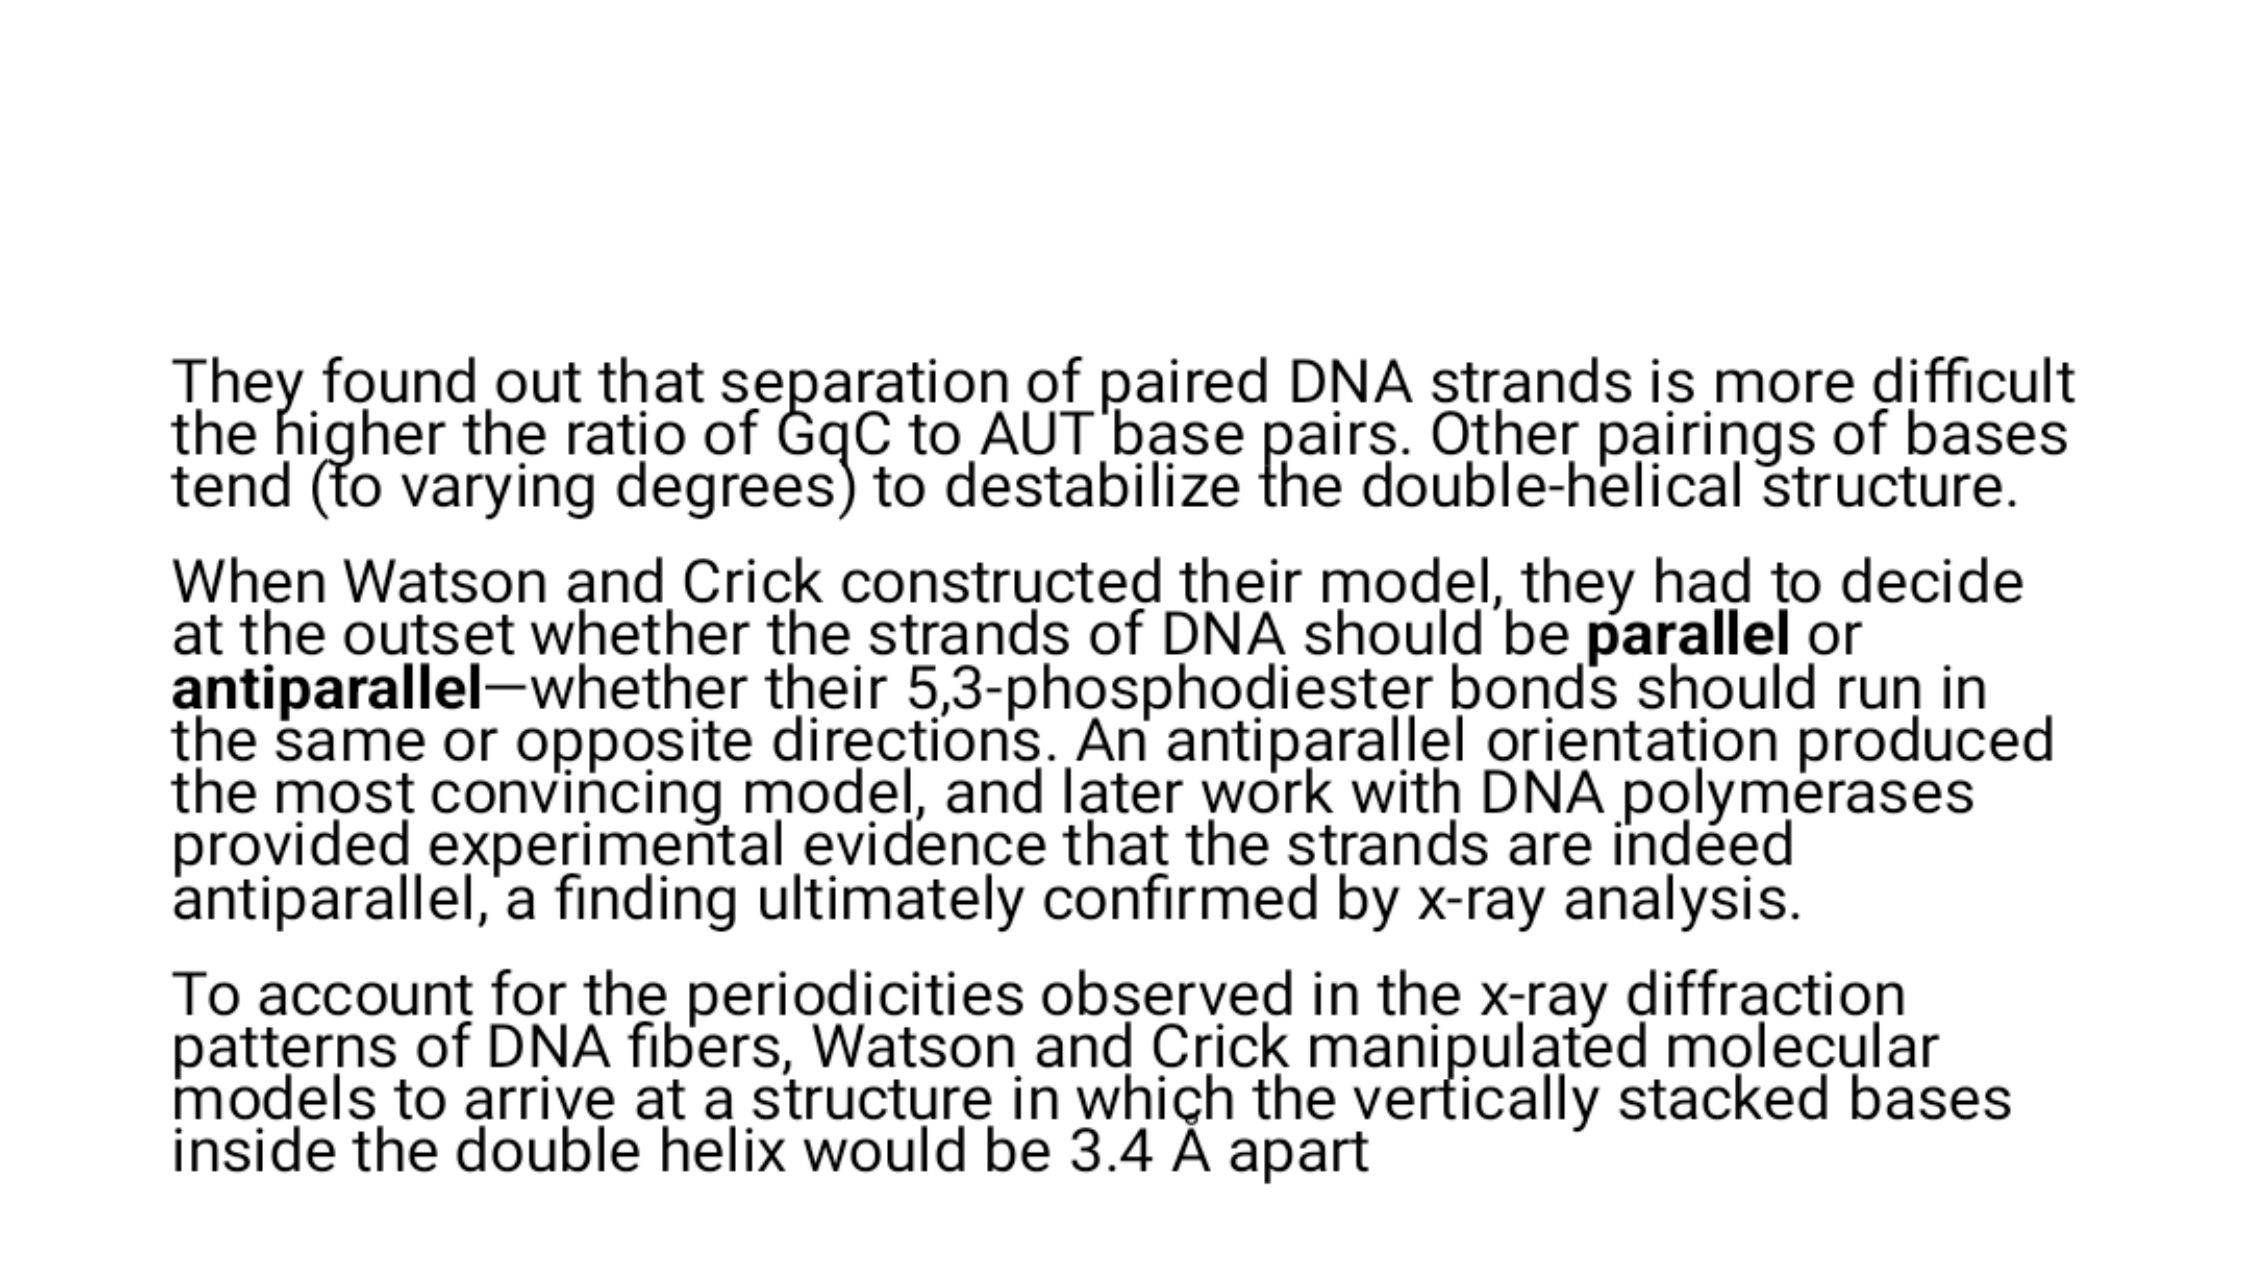 They found out that separation of paired DNA strands is more difficult
the higher the ratio of GqC to AUT base pairs. Other pairings of bases
tend (to varying degrees) to destabilize the double-helical structure.
When Watson and Crick constructed their model, they had to decide
at the outset whether the strands of DNA should be parallel or
antiparallel—whether their 5,3-phosphodiester bonds should run in
the same or opposite directions. An antiparallel orientation produced
the most convincing model, and later work with DNA polymerases
provided experimental evidence that the strands are indeed
antiparallel, a finding ultimately confirmed by x-ray analysis.
To account for the periodicities observed in the x-ray diffraction
patterns of DNA fibers, Watson and Crick manipulated molecular
models to arrive at a structure in which the vertically stacked bases
inside the double helix would be 3.4 Å apart